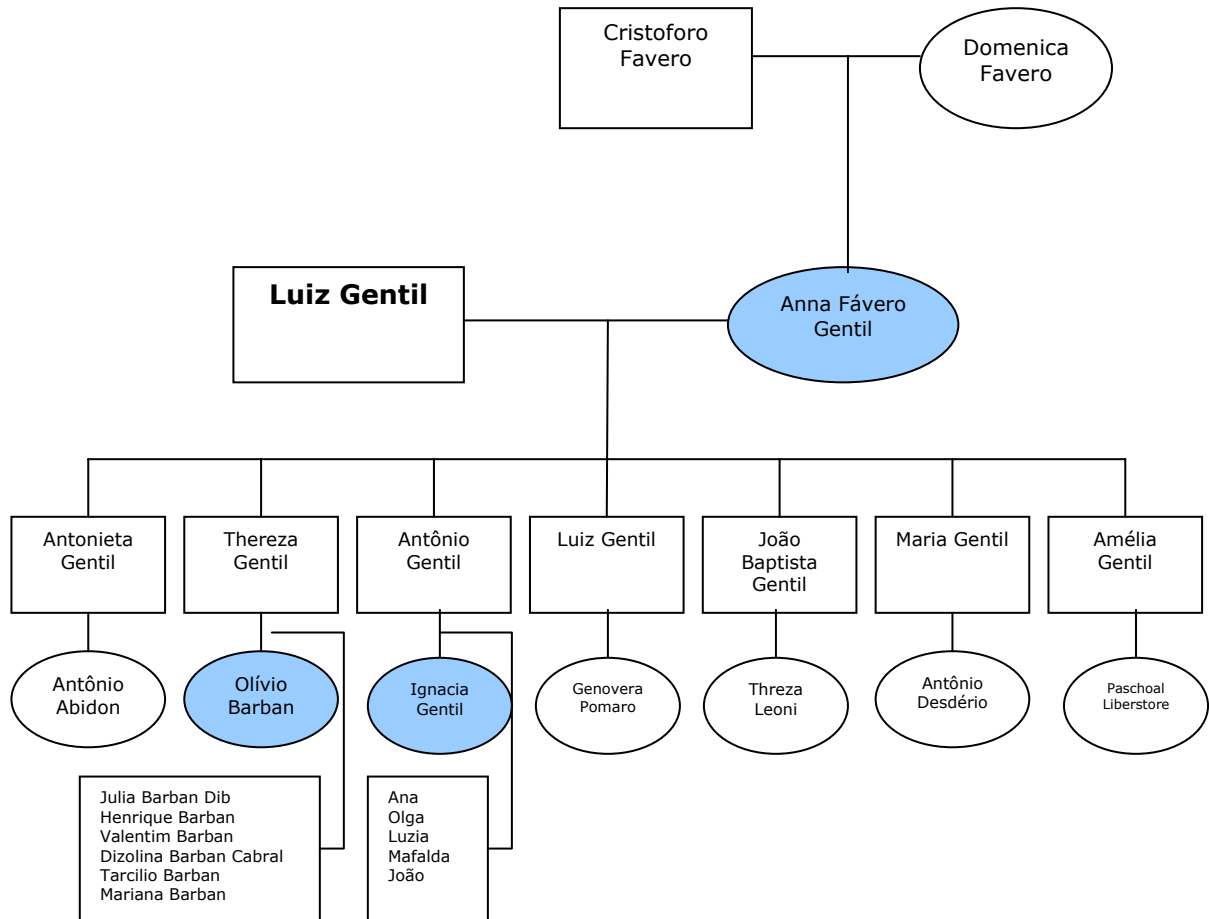 Cristoforo
Favero
Domenica
Favero
Luiz Gentil
Anna Fávero
Gentil
Antonieta
Gentil
Thereza
Gentil
Antônio
Gentil
Luiz Gentil
João
Baptista
Gentil
Maria Gentil
Amélia
Gentil
Antônio
Abidon
Olívio
Barban
Ignacia
Gentil
Genovera
Pomaro
Threza
Leoni
Antônio
Desdério
Paschoal
Liberstore
Julia Barban Dib
Henrique Barban
Valentim Barban
Dizolina Barban Cabral
Tarcilio Barban
Mariana Barban
Ana
Olga
Luzia
Mafalda
João